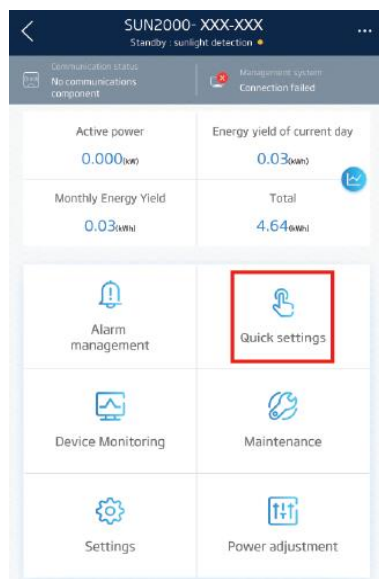 SUN2000- XXX-XXX
Standby : sunlight detection
Communication status
No communications
component
Management system
Connection failed
Active power
0.000(kW)
Energy yield of current day
0.03(kWh)
Monthly Energy Yield
0.03(kWh)
Total
4.64(kWh)
Alarm
management
Quick settings
Device Monitoring
Maintenance
Settings
Power adjustment